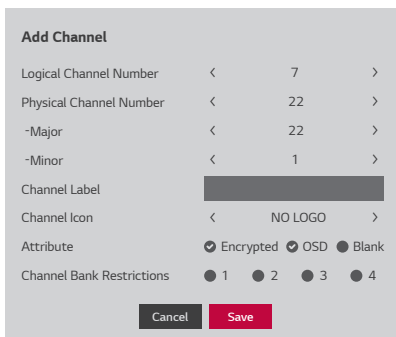 Add Channel
Logical Channel Number < 7 >
Physical Channel Number < 22 >
-Major < 22 >
-Minor < 1 >
Channel Label
Channel Icon < NO LOGO >
Attribute Encrypted OSD Blank
Channel Bank Restrictions 1 2 3 4
Cancel Save